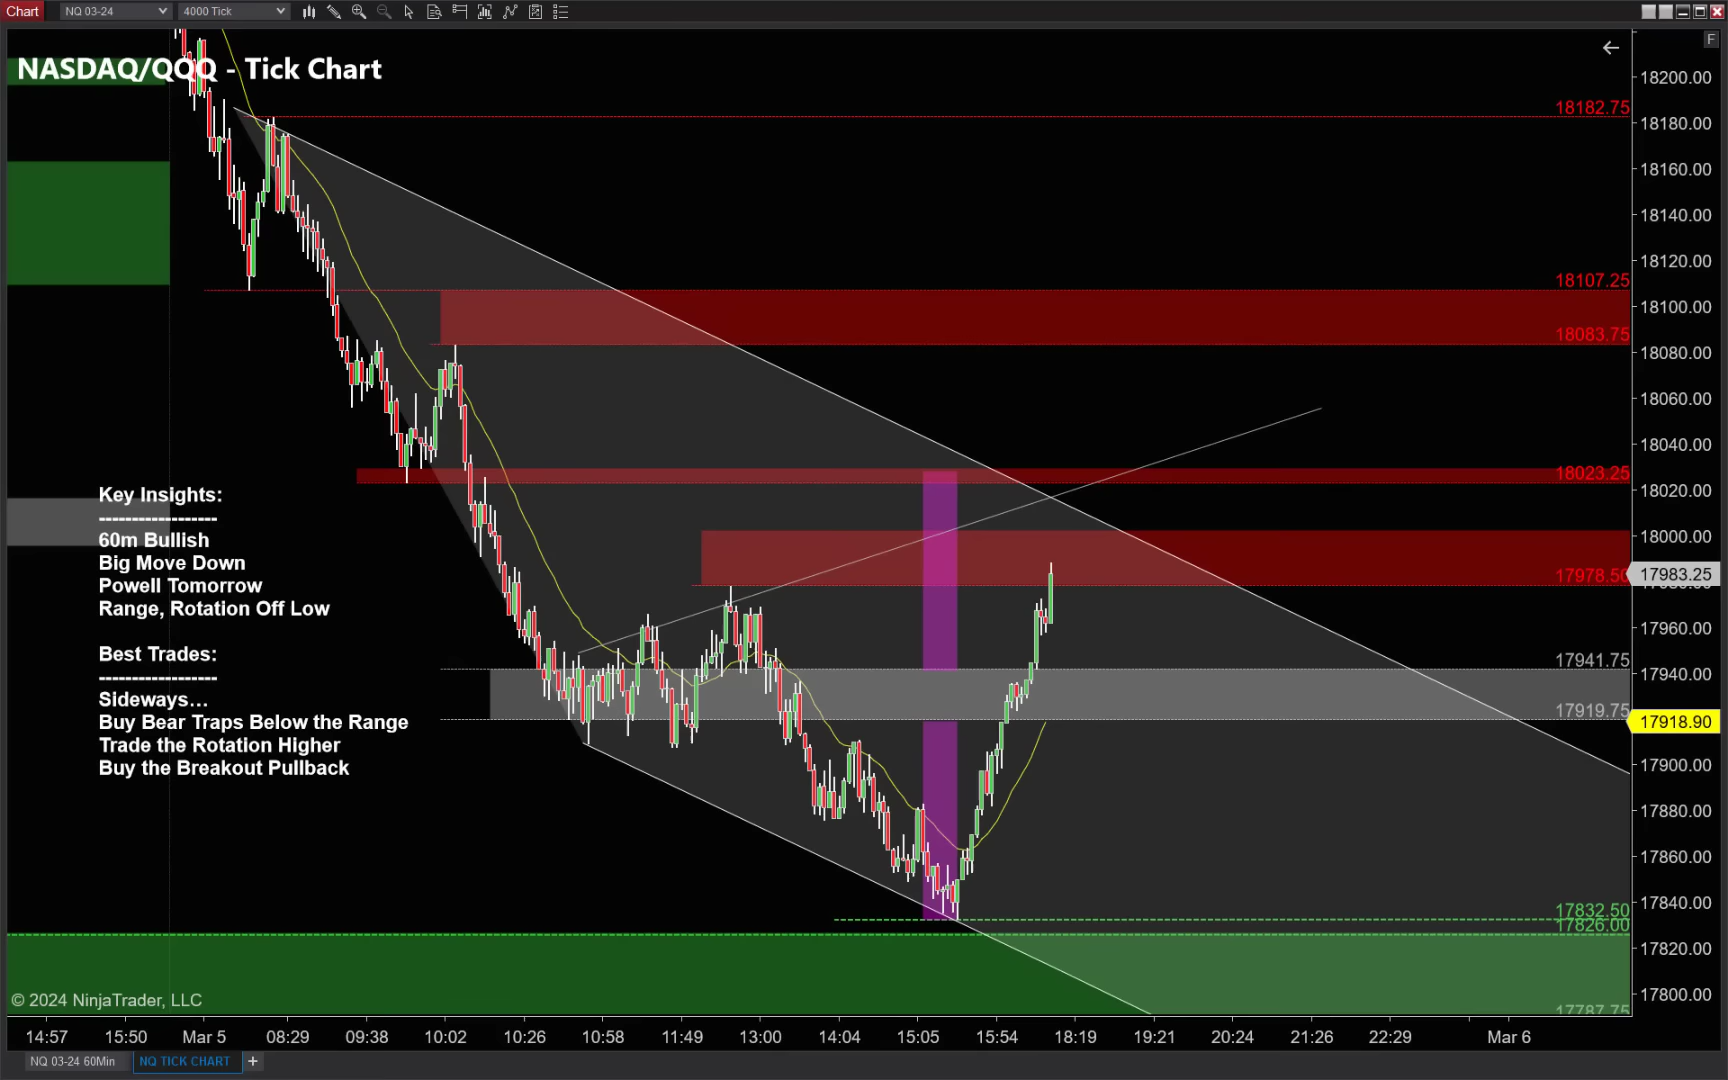 Chart
NQ 03-24
4000 Tick
F
NASDAQ/QQQ - Tick Chart
18200.00
18182.75
18180.00
18160.00
18140.00
18120.00
18107.25
18100.00
18083.75
18080.00
18060.00
18040.00
18023.25
18020.00
18000.00
17978.50
17983.25
17960.00
17941.75
17940.00
17919.75
17918.90
17900.00
17880.00
17860.00
17840.00
17832.50
17826.00
17820.00
17800.00
17787.75
Key Insights:
------------------
60m Bullish
Big Move Down
Powell Tomorrow
Range, Rotation Off Low
Best Trades:
------------------
Sideways...
Buy Bear Traps Below the Range
Trade the Rotation Higher
Buy the Breakout Pullback
© 2024 NinjaTrader, LLC
14:57 15:50 Mar 5 08:29 09:38 10:02 10:26 10:58 11:49 13:00 14:04 15:05 15:54 18:19 19:21 20:24 21:26 22:29 Mar 6
NQ 03-24 60Min
NQ TICK CHART
+